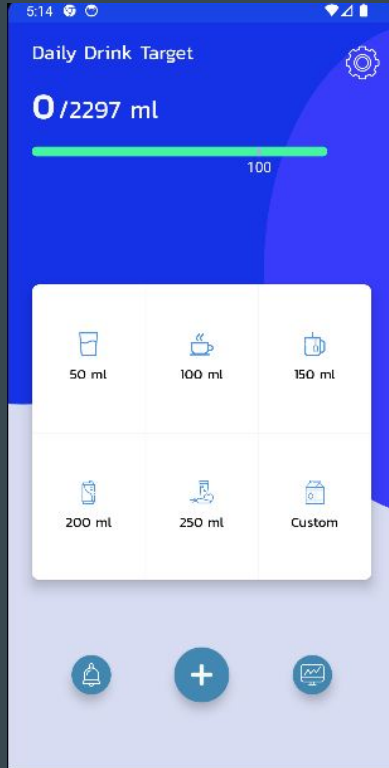 5:14
Daily Drink Target
0/2297 ml
100
50 ml
100 ml
150 ml
200 ml
250 ml
Custom